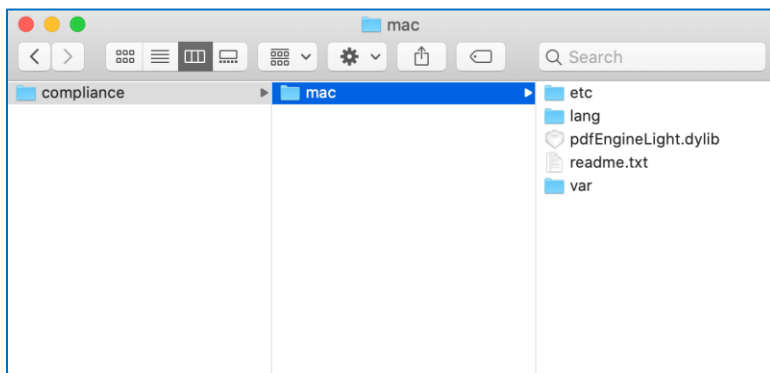 mac
Search
compliance
mac
etc
lang
pdfEngineLight.dylib
readme.txt
var